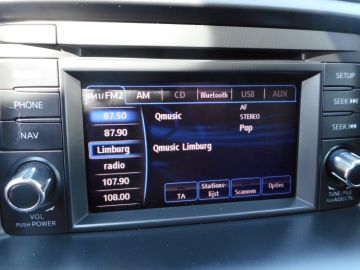 FM1/FM2 AM CD Bluetooth USB AUX
SETUP
PHONE
NAV
SEEK
SEEK
87.50
87.90
Limburg
radio
107.90
108.00
Qmusic
AF
STEREO
Pop
Qmusic Limburg
TA
Stations-
lijst
Scannen
Opties
VOL
PUSH POWER
TUNE/FILE
PUSH AUDIO/CTL